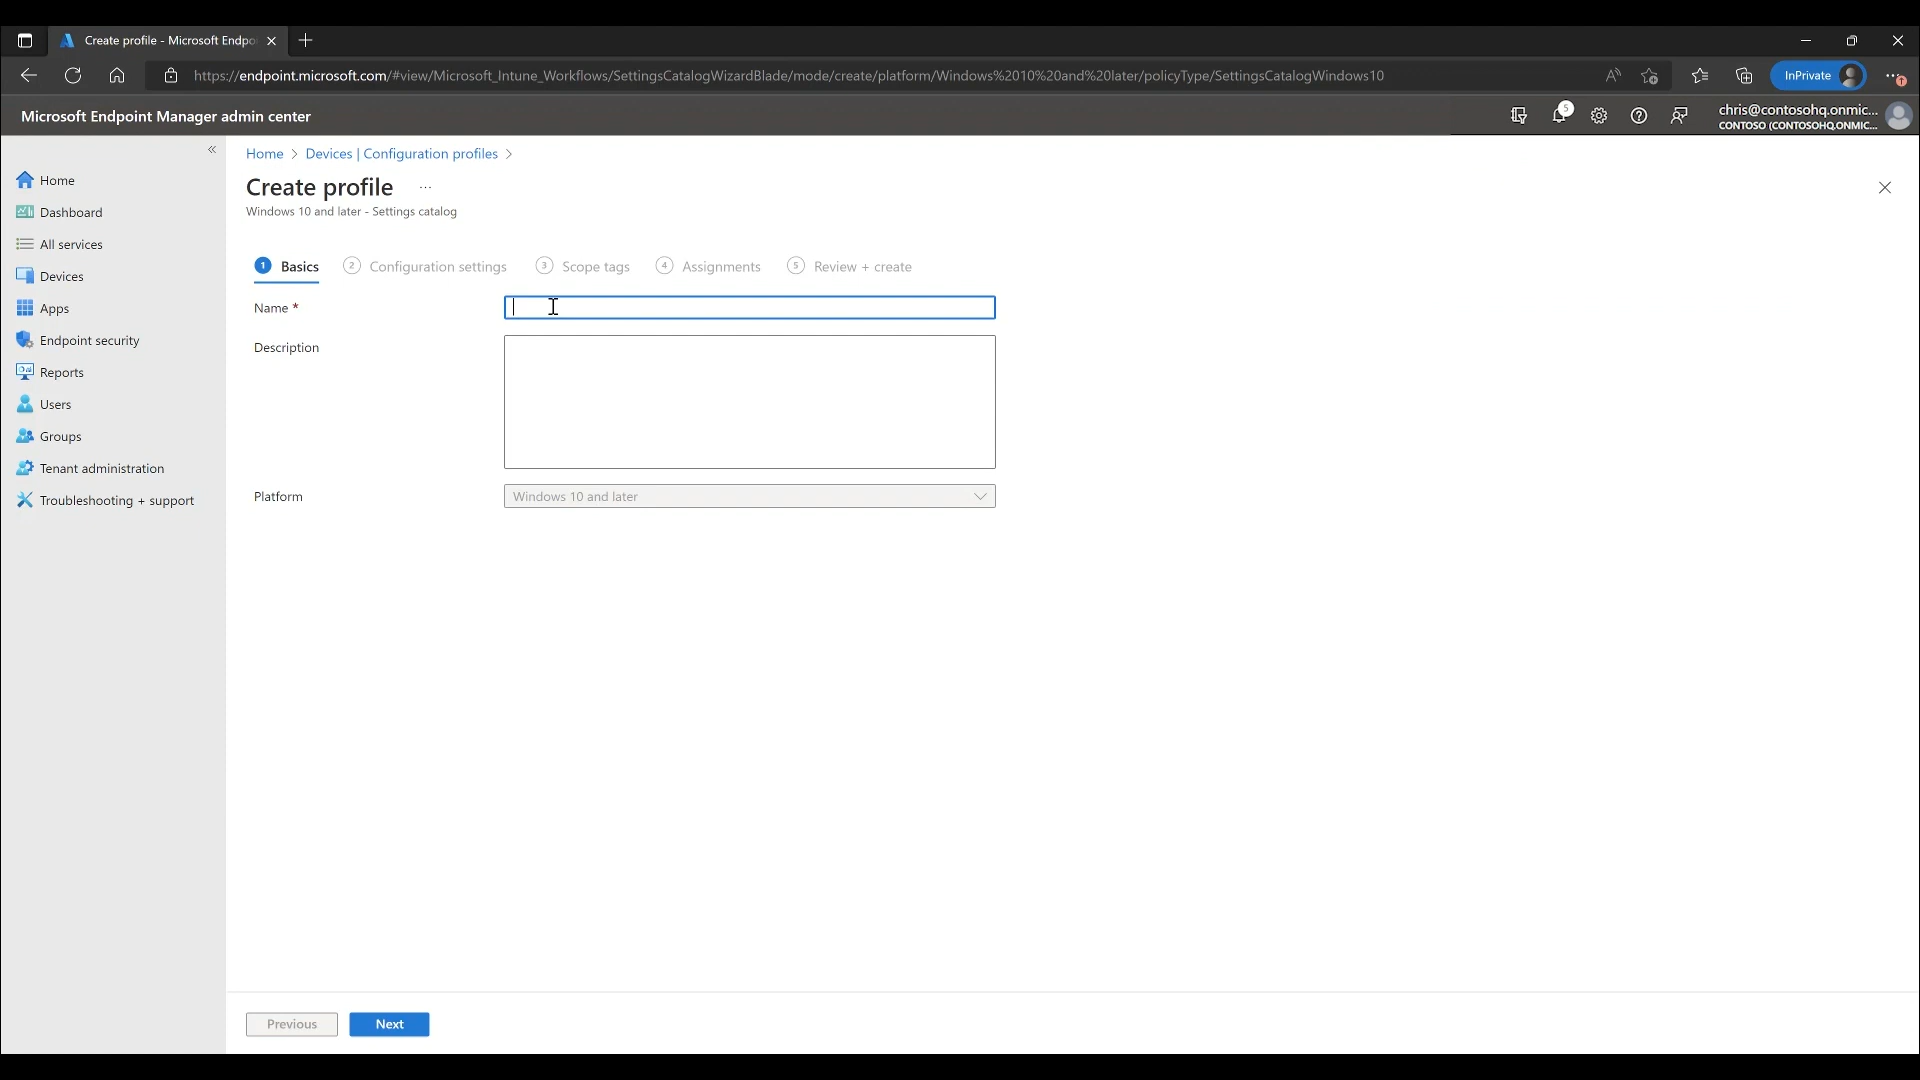 Create profile - Microsoft Endpo
https://endpoint.microsoft.com/#view/Microsoft_Intune_Workflows/SettingsCatalogWizardBlade/mode/create/platform/Windows%2010%20and%20later/policyType/SettingsCatalogWindows10
InPrivate
Microsoft Endpoint Manager admin center
5
chris@contosohq.onmic...
CONTOSO (CONTOSOHQ.ONMIC...
Home
Dashboard
All services
Devices
Apps
Endpoint security
Reports
Users
Groups
Tenant administration
Troubleshooting + support
Home > Devices | Configuration profiles >
Create profile ...
Windows 10 and later - Settings catalog
1 Basics 2 Configuration settings 3 Scope tags 4 Assignments 5 Review + create
Name *
Description
Platform Windows 10 and later
Previous Next